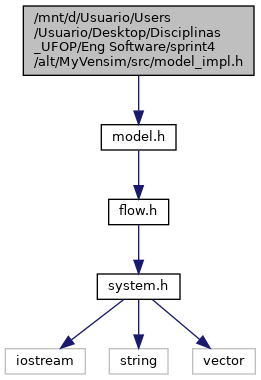 /mnt/d/Usuario/Users
/Usuario/Desktop/Disciplinas
_UFOP/Eng Software/sprint4
/alt/MyVensim/src/model_impl.h
model.h
flow.h
system.h
iostream
string
vector